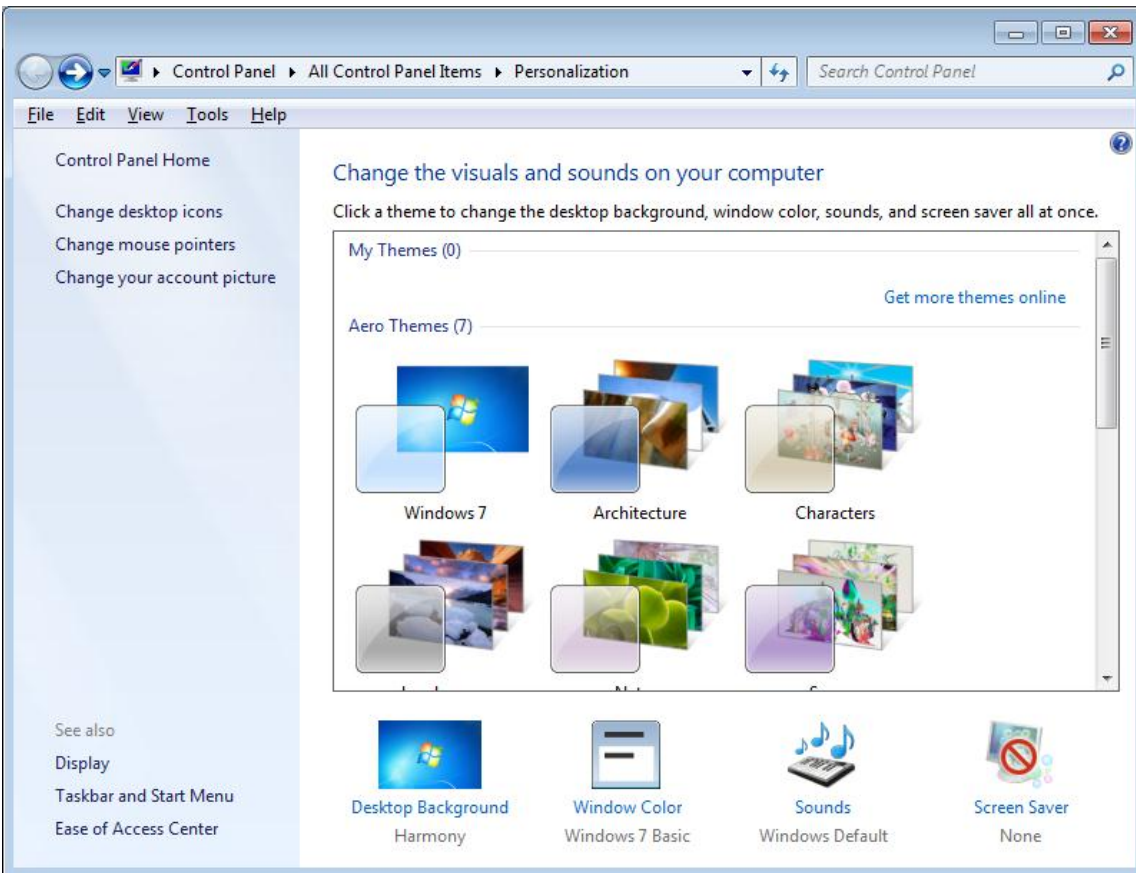 Control Panel ▸ All Control Panel Items ▸ Personalization
Search Control Panel
File Edit View Tools Help
Control Panel Home
Change desktop icons
Change mouse pointers
Change your account picture
Change the visuals and sounds on your computer
Click a theme to change the desktop background, window color, sounds, and screen saver all at once.
My Themes (0)
Get more themes online
Aero Themes (7)
Windows 7 Architecture Characters
See also
Display
Taskbar and Start Menu
Ease of Access Center
Desktop Background Window Color Sounds Screen Saver
Harmony Windows 7 Basic Windows Default None